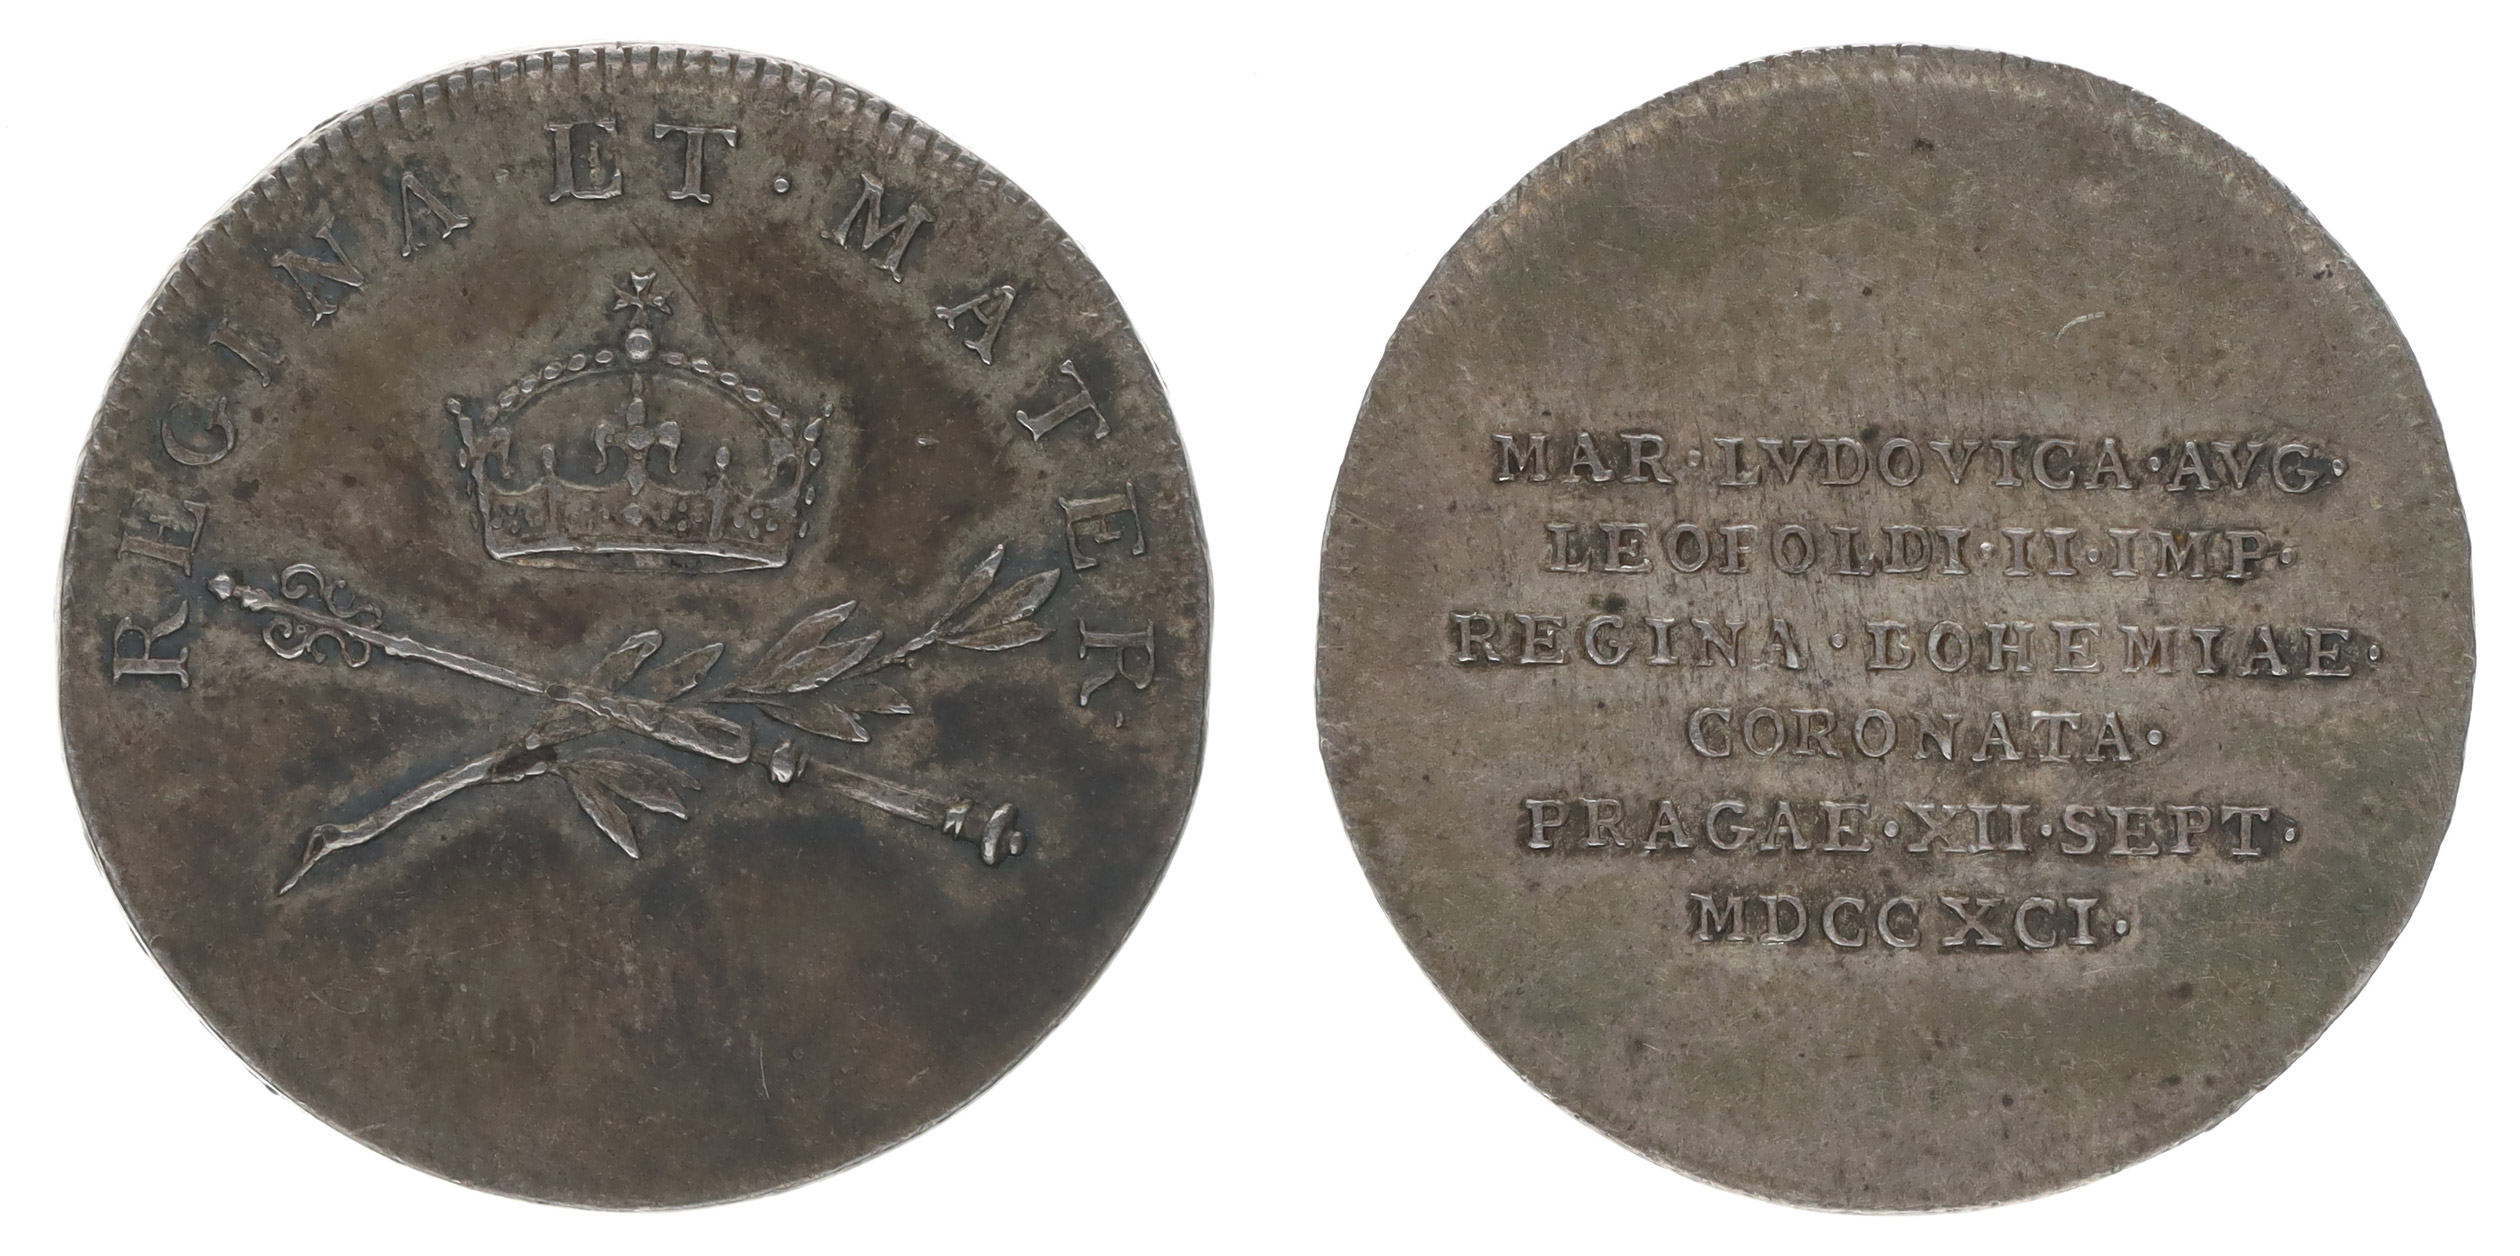 REGINA ET · MATER ·
MAR · LVDOVICA · AVG ·
LEOPOLDI · II · IMP ·
REGINA · BOHEMIAE ·
CORONATA ·
PRAGAE · XII · SEPT ·
MDCCXCI ·